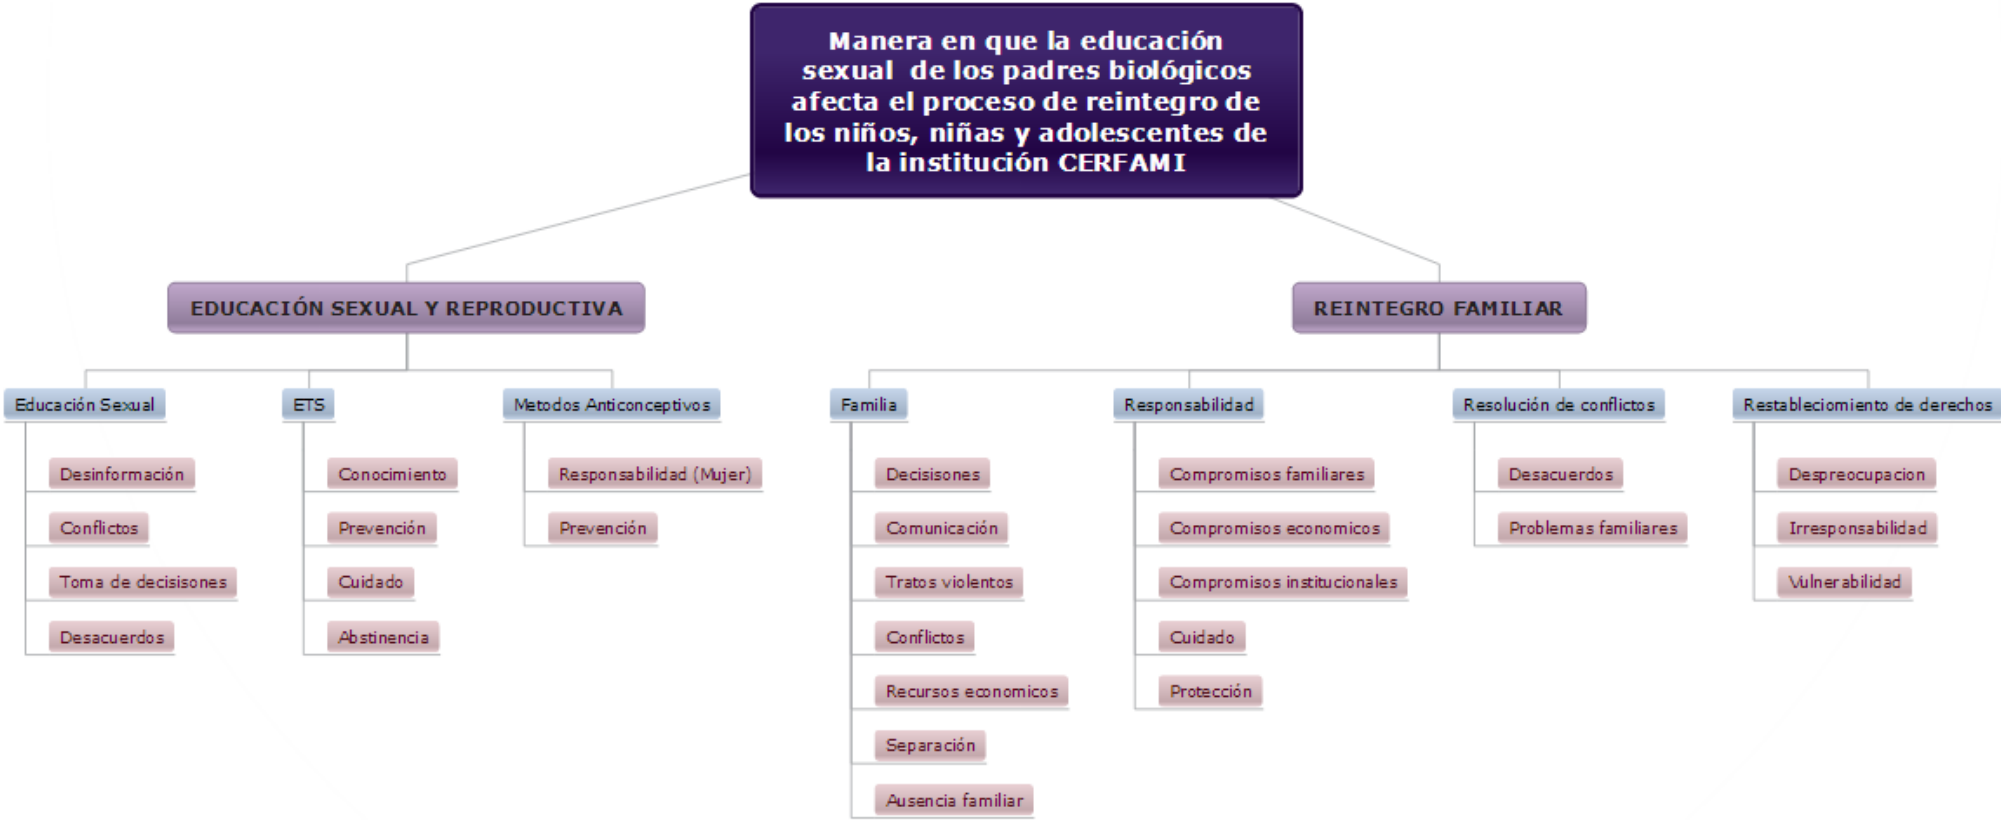 Manera en que la educación
sexual de los padres biológicos
afecta el proceso de reintegro de
los niños, niñas y adolescentes de
la institución CERFAMI
EDUCACIÓN SEXUAL Y REPRODUCTIVA
REINTEGRO FAMILIAR
Educación Sexual
Desinformación
Conflictos
Toma de decisisones
Desacuerdos
ETS
Conocimiento
Prevención
Cuidado
Abstinencia
Metodos Anticonceptivos
Responsabilidad (Mujer)
Prevención
Familia
Decisisones
Comunicación
Tratos violentos
Conflictos
Recursos economicos
Separación
Ausencia familiar
Responsabilidad
Compromisos familiares
Compromisos economicos
Compromisos institucionales
Cuidado
Protección
Resolución de conflictos
Desacuerdos
Problemas familiares
Restableciomiento de derechos
Despreocupacion
Irresponsabilidad
Vulnerabilidad